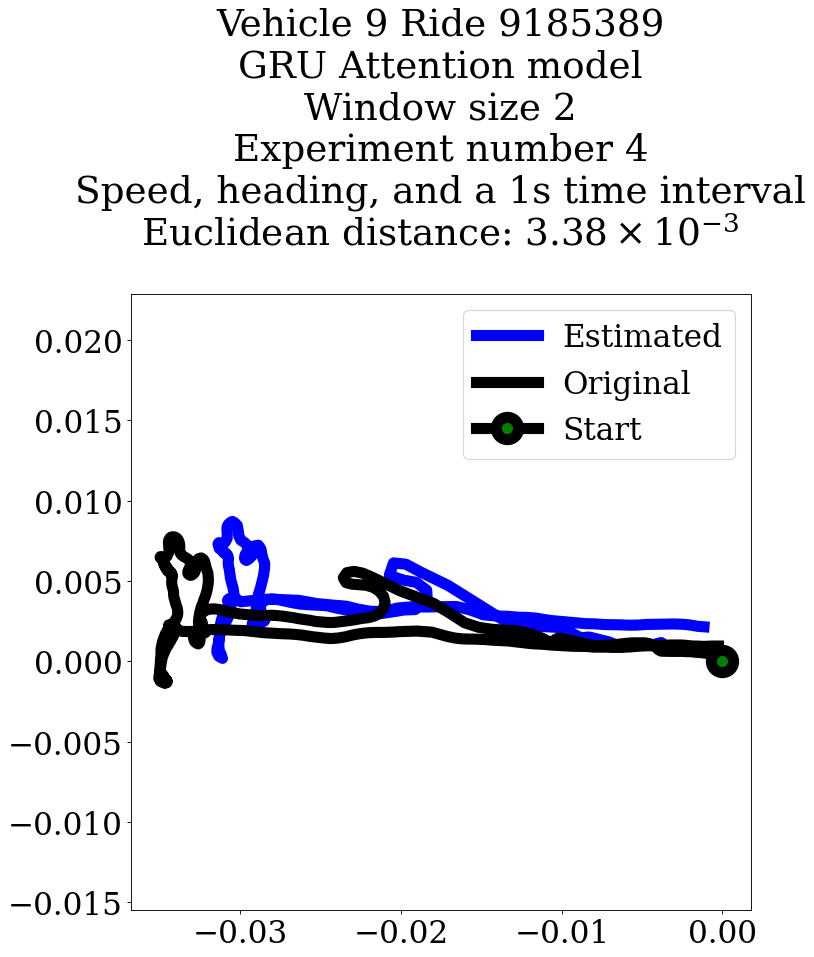 Vehicle 9 Ride 9185389
GRU Attention model
Window size 2
Experiment number 4
Speed, heading, and a 1s time interval
Euclidean distance: 3.38 × 10⁻³
Estimated
Original
Start
0.020
0.015
0.010
0.005
0.000
−0.005
−0.010
−0.015
−0.03 −0.02 −0.01 0.00